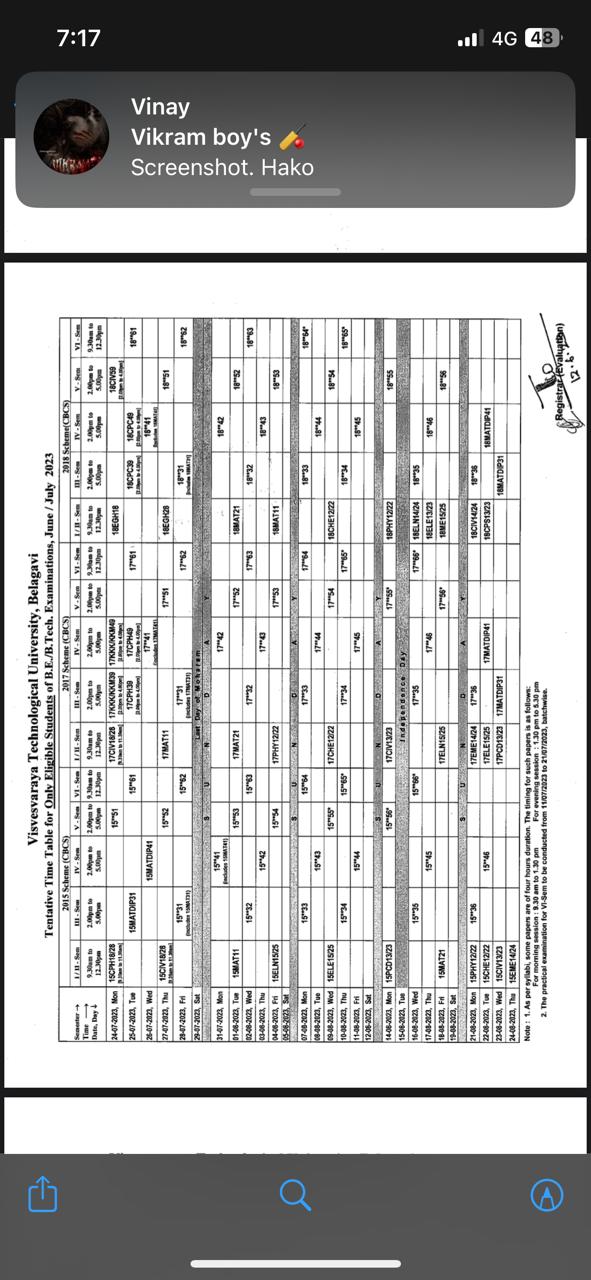 7:17
4G 48
Vinay
Vikram boy's 🏏
Screenshot. Hako
Visvesvaraya Technological University, Belagavi
Tentative Time Table for Only Eligible Students of B.E./B.Tech. Examinations, June / July 2023
2015 Scheme (CBCS) 2017 Scheme (CBCS) 2018 Scheme(CBCS)
Semester → I / II - Sem III - Sem IV - Sem V - Sem VI - Sem I / II - Sem III - Sem IV - Sem V - Sem VI - Sem I / II - Sem III - Sem IV - Sem V - Sem VI - Sem
Time → 9.30am to 2.00pm to 2.00pm to 2.00pm to 9.30am to 9.30am to 2.00pm to 2.00pm to 2.00pm to 9.30am to 9.30am to 2.00pm to 2.00pm to 2.00pm to 9.30am to
Date, Day ↓ 12.30pm 5.00pm 5.00pm 5.00pm 12.30pm 12.30pm 5.00pm 5.00pm 5.00pm 12.30pm 12.30pm 5.00pm 5.00pm 5.00pm 12.30pm
24-07-2023, Mon 15CPH18/28 15**51 17CIV18/28 17KKK/KKM39 17KKK/KKM49 18EGH18 18CIV59
25-07-2023, Tue 15MATDIP31 15**61 17CPH39 17CPH49 17**61 18CPC39 18CPC49 18**61
26-07-2023, Wed 15MATDIP41 17**41 18**41
27-07-2023, Thu 15CIV18/28 15**52 17MAT11 17**51 18EGH28 18**51
28-07-2023, Fri 15**31 15**62 17**31 17**62 18**31 18**62
29-07-2023, Sat Last Day of Moharam
S U N D A Y
31-07-2023, Mon 15**41 17**42 18**42
01-08-2023, Tue 15MAT11 15**53 17MAT21 17**52 18MAT21 18**52
02-08-2023, Wed 15**32 15**63 17**32 17**63 18**32 18**63
03-08-2023, Thu 15**42 17**43 18**43
04-08-2023, Fri 15ELN15/25 15**54 17PHY12/22 17**53 18MAT11 18**53
05-08-2023, Sat
S U N D A Y
07-08-2023, Mon 15**33 15**64 17**33 17**64 18**33 18**64*
08-08-2023, Tue 15**43 17**44 18**44
09-08-2023, Wed 15ELE15/25 15**55* 17CHE12/22 17**54 18CHE12/22 18**54
10-08-2023, Thu 15**34 15**65* 17**34 17**65* 18**34 18**65*
11-08-2023, Fri 15**44 17**45 18**45
12-08-2023, Sat
S U N D A Y
14-08-2023, Mon 15PCD13/23 15**56* 17CIV13/23 17**55* 18PHY12/22 18**55
15-08-2023, Tue Independence Day
16-08-2023, Wed 15**35 15**66* 17**35 17**66* 18ELN14/24 18**35
17-08-2023, Thu 15**45 17**46 18ELE13/23 18**46
18-08-2023, Fri 15MAT21 17ELN15/25 17**56* 18ME15/25 18**56
19-08-2023, Sat
S U N D A Y
21-08-2023, Mon 15PHY12/22 15**36 17EME14/24 17**36 18CIV14/24 18**36
22-08-2023, Tue 15CHE12/22 15**46 17ELE15/25 17MATDIP41 18CPS13/23 18MATDIP41
23-08-2023, Wed 15CIV13/23 17PCD13/23 17MATDIP31 18MATDIP31
24-08-2023, Thu 15EME14/24
Note : 1. As per syllabi, some papers are of four hours duration. The timing for such papers is as follows:
For morning session : 9.30 am to 1.30 pm For evening session : 1.30 pm to 5.30 pm
2. The practical examination for VI-Sem to be conducted from 11/07/2023 to 21/07/2023, batchwise.
Registrar (Evaluation)